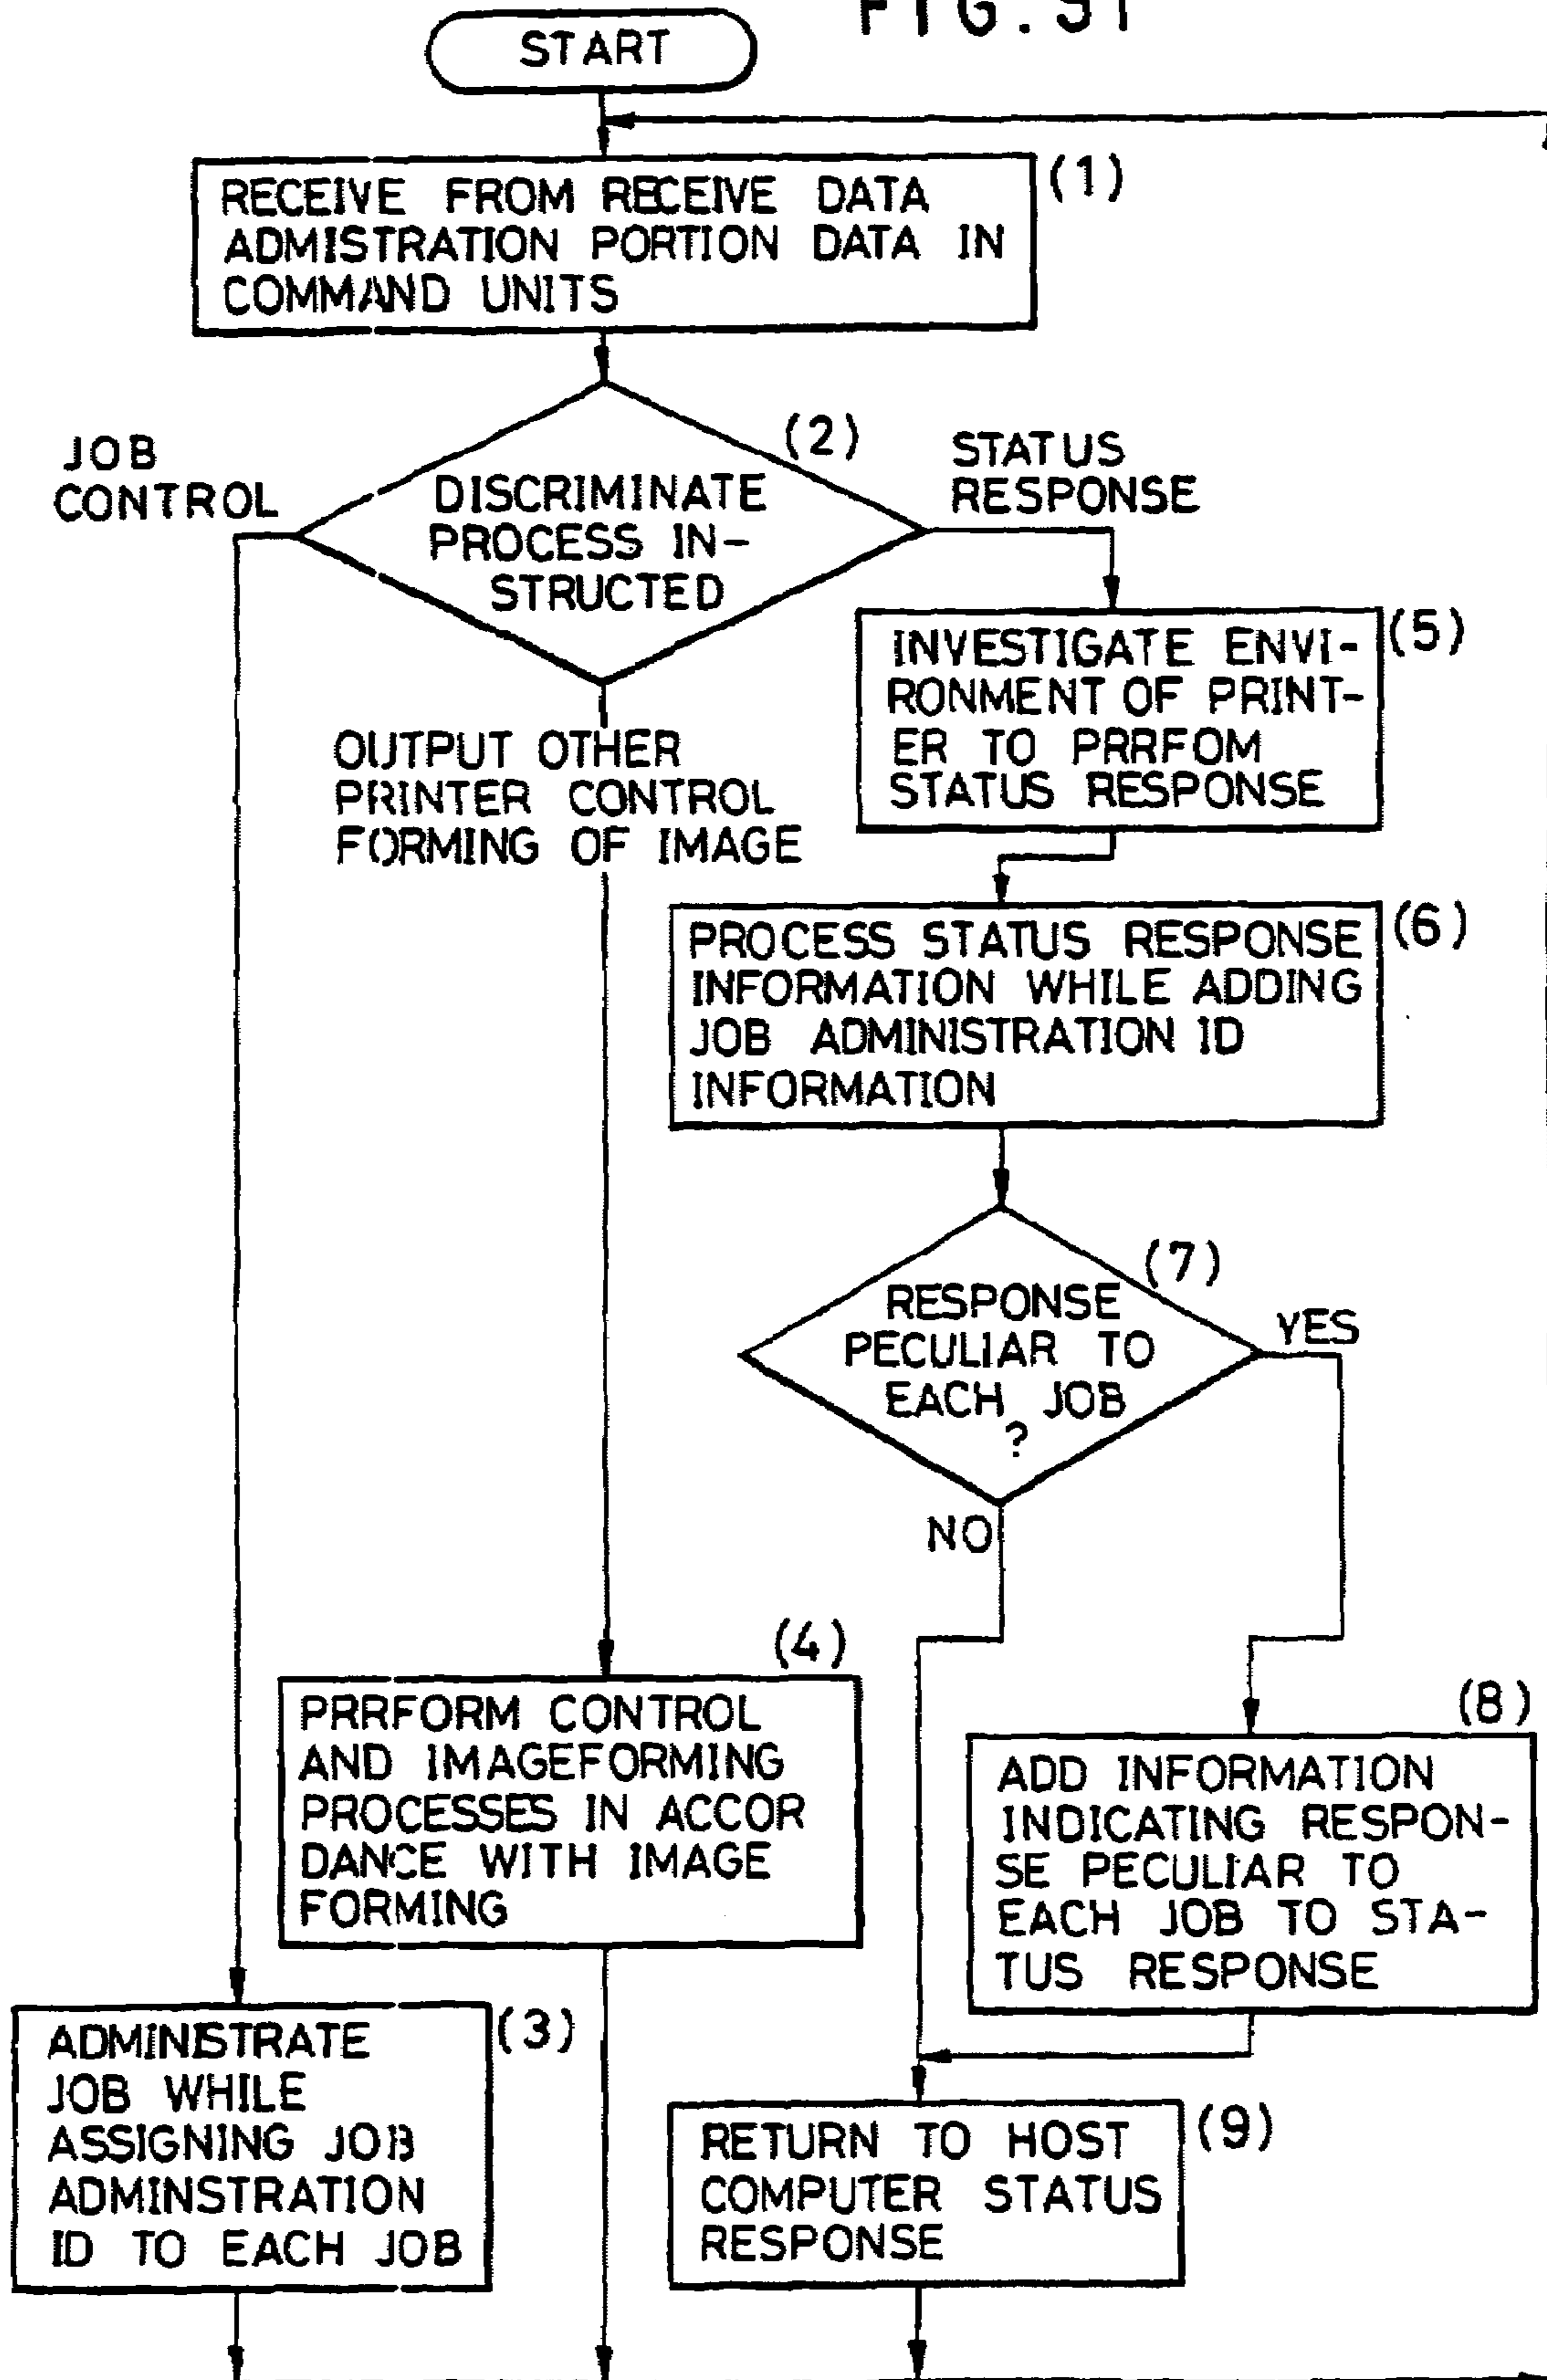 FIG. 31
START
(1)
RECEIVE FROM RECEIVE DATA
ADMISTRATION PORTION DATA IN
COMMAND UNITS
(2)
JOB
CONTROL
DISCRIMINATE
PROCESS IN-
STRUCTED
STATUS
RESPONSE
(5)
INVESTIGATE ENVI-
RONMENT OF PRINT-
ER TO PRRFOM
STATUS RESPONSE
OUTPUT OTHER
PRINTER CONTROL
FORMING OF IMAGE
(6)
PROCESS STATUS RESPONSE
INFORMATION WHILE ADDING
JOB ADMINISTRATION ID
INFORMATION
(7)
RESPONSE
PECULIAR TO
EACH JOB
?
YES
NO
(4)
PRRFORM CONTROL
AND IMAGEFORMING
PROCESSES IN ACCOR
DANCE WITH IMAGE
FORMING
(8)
ADD INFORMATION
INDICATING RESPON-
SE PECULIAR TO
EACH JOB TO STA-
TUS RESPONSE
(3)
ADMINISTRATE
JOB WHILE
ASSIGNING JOB
ADMINSTRATION
ID TO EACH JOB
(9)
RETURN TO HOST
COMPUTER STATUS
RESPONSE